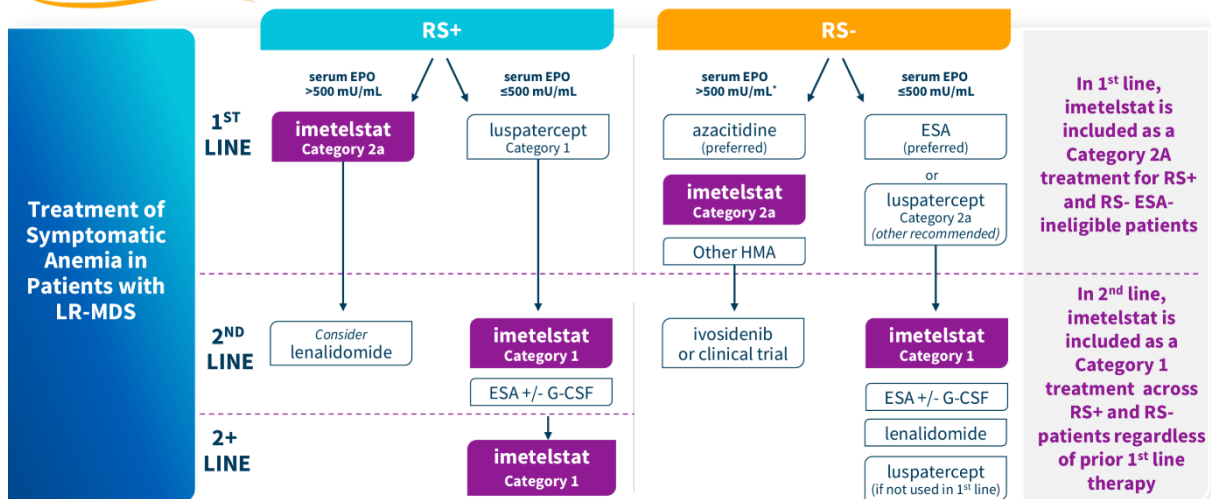 RS+
RS-
serum EPO
>500 mU/mL
serum EPO
≤500 mU/mL
serum EPO
>500 mU/mL*
serum EPO
≤500 mU/mL
Treatment of
Symptomatic
Anemia in
Patients with
LR-MDS
1ST
LINE
imetelstat
Category 2a
luspatercept
Category 1
azacitidine
(preferred)
imetelstat
Category 2a
Other HMA
ESA
(preferred)
or
luspatercept
Category 2a
(other recommended)
In 1st line,
imetelstat is
included as a
Category 2A
treatment for RS+
and RS- ESA-
ineligible patients
2ND
LINE
Consider
lenalidomide
imetelstat
Category 1
ESA +/- G-CSF
ivosidenib
or clinical trial
imetelstat
Category 1
ESA +/- G-CSF
lenalidomide
luspatercept
(if not used in 1st line)
2+
LINE
imetelstat
Category 1
In 2nd line,
imetelstat is
included as a
Category 1
treatment across
RS+ and RS-
patients regardless
of prior 1st line
therapy